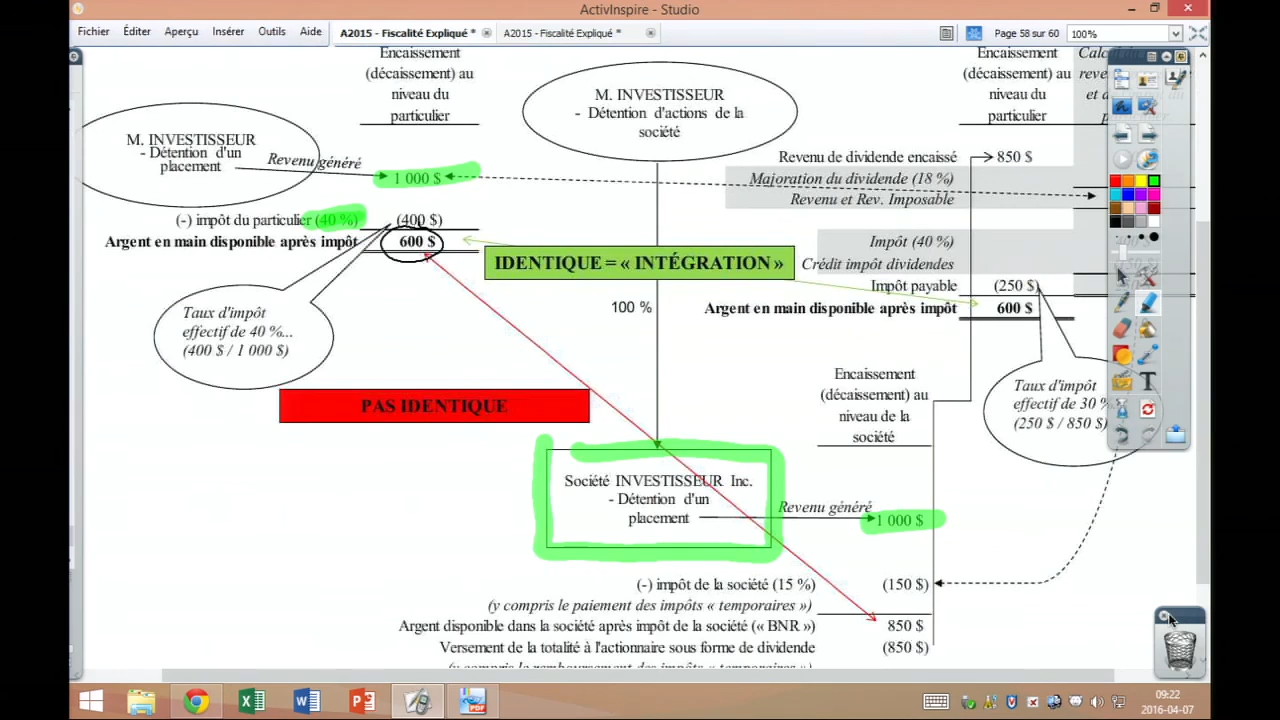 ActivInspire - Studio
Fichier Éditer Aperçu Insérer Outils Aide
A2015 - Fiscalité Expliqué *
A2015 - Fiscalité Expliqué *
Page 58 sur 60
100%
Encaissement
(décaissement) au
niveau du
particulier
M. INVESTISSEUR
- Détention d'un
placement
Revenu généré
1 000 $
(-) impôt du particulier (40 %)
(400 $)
Argent en main disponible après impôt
600 $
Taux d'impôt
effectif de 40 %...
(400 $ / 1 000 $)
M. INVESTISSEUR
- Détention d'actions de la
société
IDENTIQUE = « INTÉGRATION »
100 %
PAS IDENTIQUE
Encaissement
(décaissement) au
niveau du
particulier
Revenu de dividende encaissé
850 $
Majoration du dividende (18 %)
Revenu et Rev. Imposable
Impôt (40 %)
Crédit impôt dividendes
Impôt payable
(250 $)
Argent en main disponible après impôt
600 $
Taux d'impôt
effectif de 30 %
(250 $ / 850 $)
Encaissement
(décaissement) au
niveau de la
société
Société INVESTISSEUR Inc.
- Détention d'un
placement
Revenu généré
1 000 $
(-) impôt de la société (15 %)
(150 $)
(y compris le paiement des impôts « temporaires »)
Argent disponible dans la société après impôt de la société (« BNR »)
850 $
Versement de la totalité à l'actionnaire sous forme de dividende
(850 $)
(y compris le remboursement des impôts « temporaires »)
09:22
2016-04-07